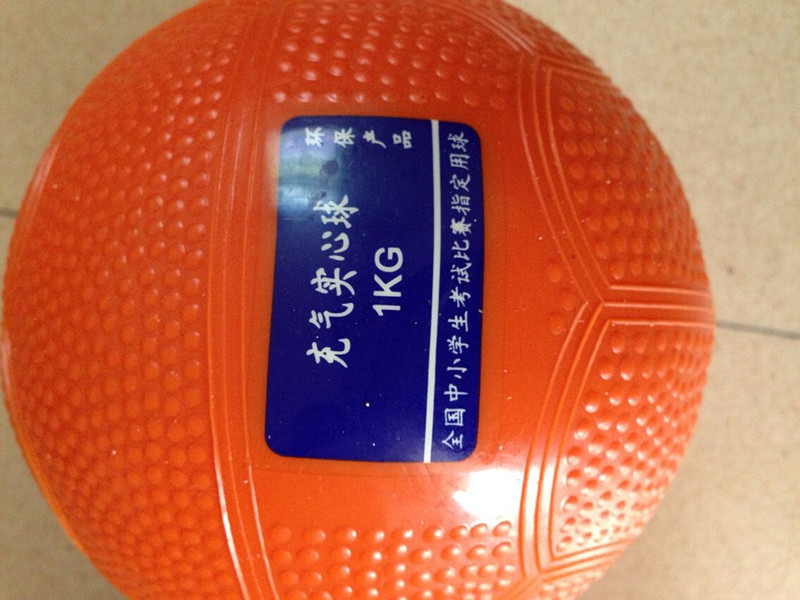 环保产品
充气实心球
1KG
全国中小学生考试比赛指定用球